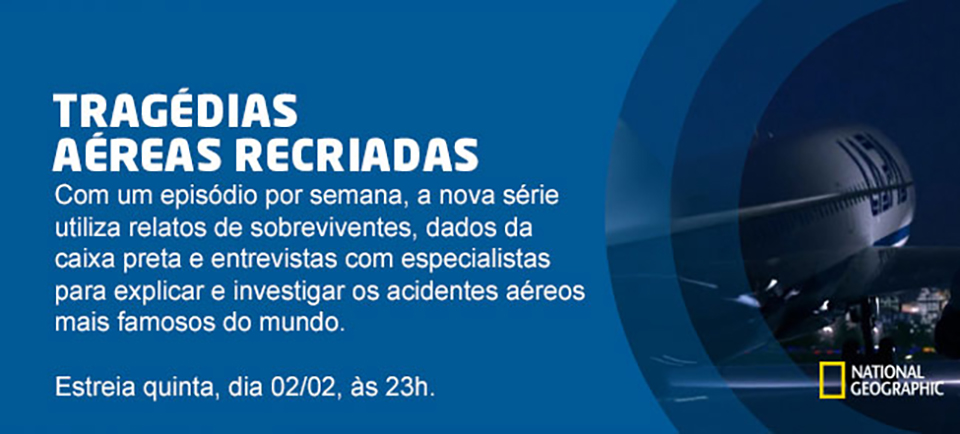 TRAGÉDIAS
AÉREAS RECRIADAS
Com um episódio por semana, a nova série
utiliza relatos de sobreviventes, dados da
caixa preta e entrevistas com especialistas
para explicar e investigar os acidentes aéreos
mais famosos do mundo.
Estreia quinta, dia 02/02, às 23h.
NATIONAL
GEOGRAPHIC